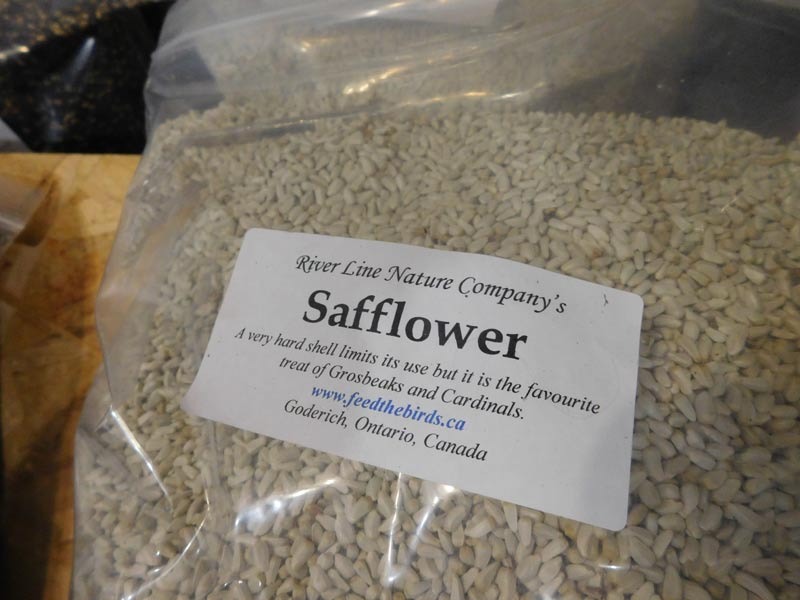 River Line Nature Company's
Safflower
A very hard shell limits its use but it is the favourite
treat of Grosbeaks and Cardinals.
www.feedthebirds.ca
Goderich, Ontario, Canada